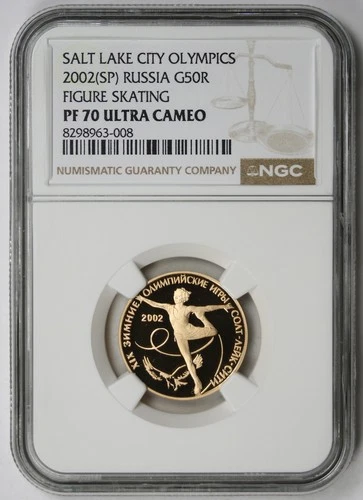 SALT LAKE CITY OLYMPICS
2002(SP) RUSSIA G50R
FIGURE SKATING
PF 70 ULTRA CAMEO
8298963-008
NUMISMATIC GUARANTY COMPANY
NGC
XIX ЗИМНИЕ ОЛИМПИЙСКИЕ ИГРЫ СОЛТ-ЛЕЙК-СИТИ
2002